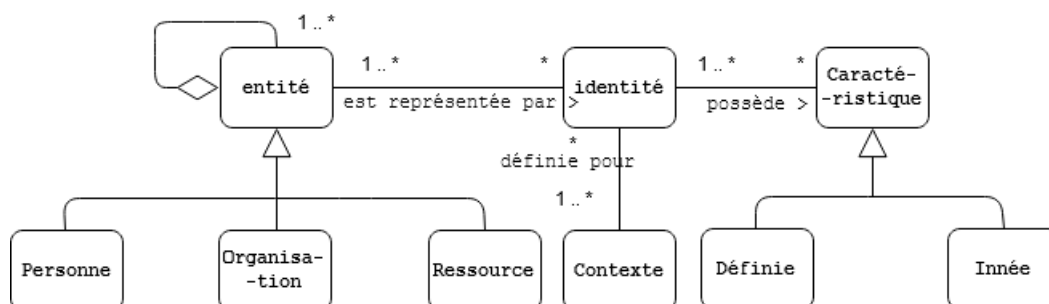 1..*
entité
1..*
*
est représentée par >
identité
1..*
*
possède >
Caracté-
-ristique
*
définie pour
1..*
Personne
Organisa-
-tion
Ressource
Contexte
Définie
Innée